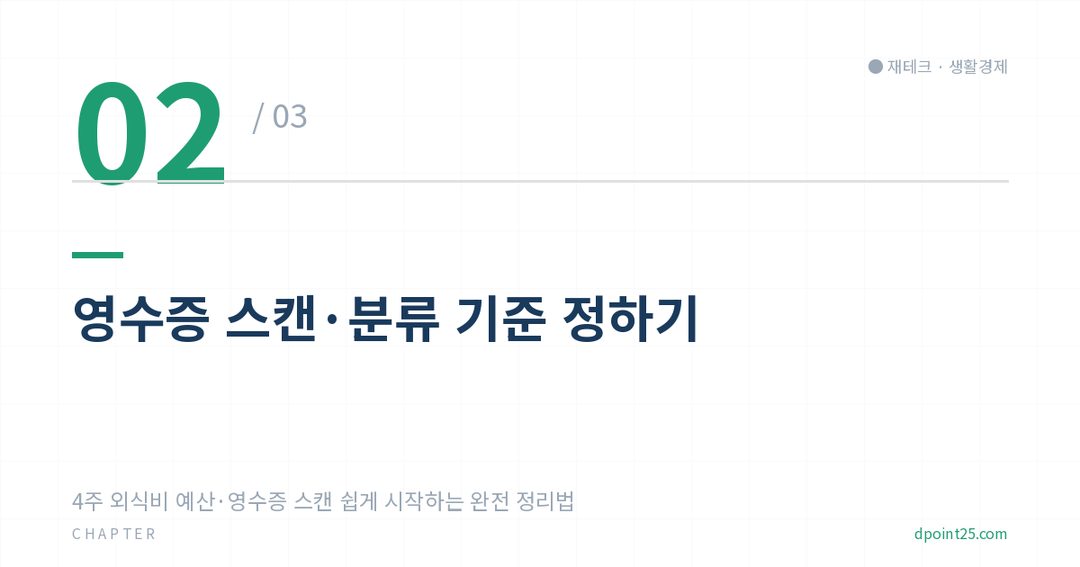 02 / 03
● 재테크 · 생활경제
영수증 스캔·분류 기준 정하기
4주 외식비 예산·영수증 스캔 쉽게 시작하는 완전 정리법
CHAPTER
dpoint25.com